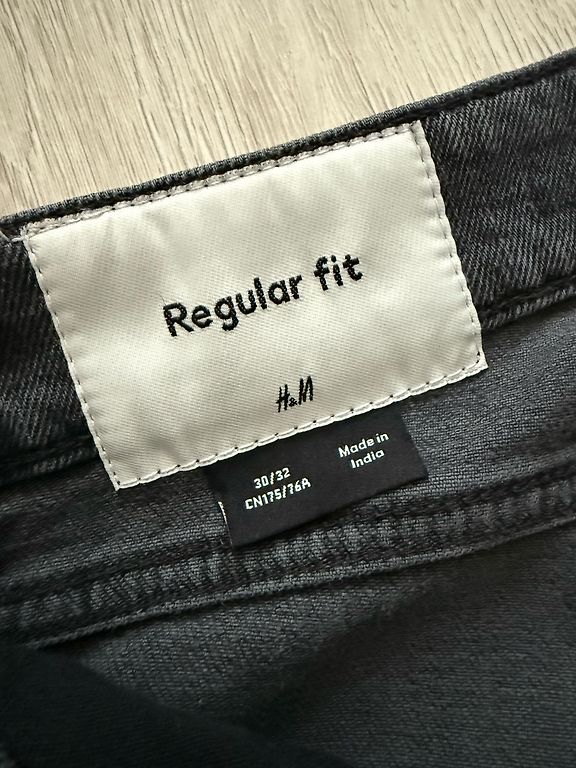 Regular fit
H&M
30/32
CN175/76A
Made in
India